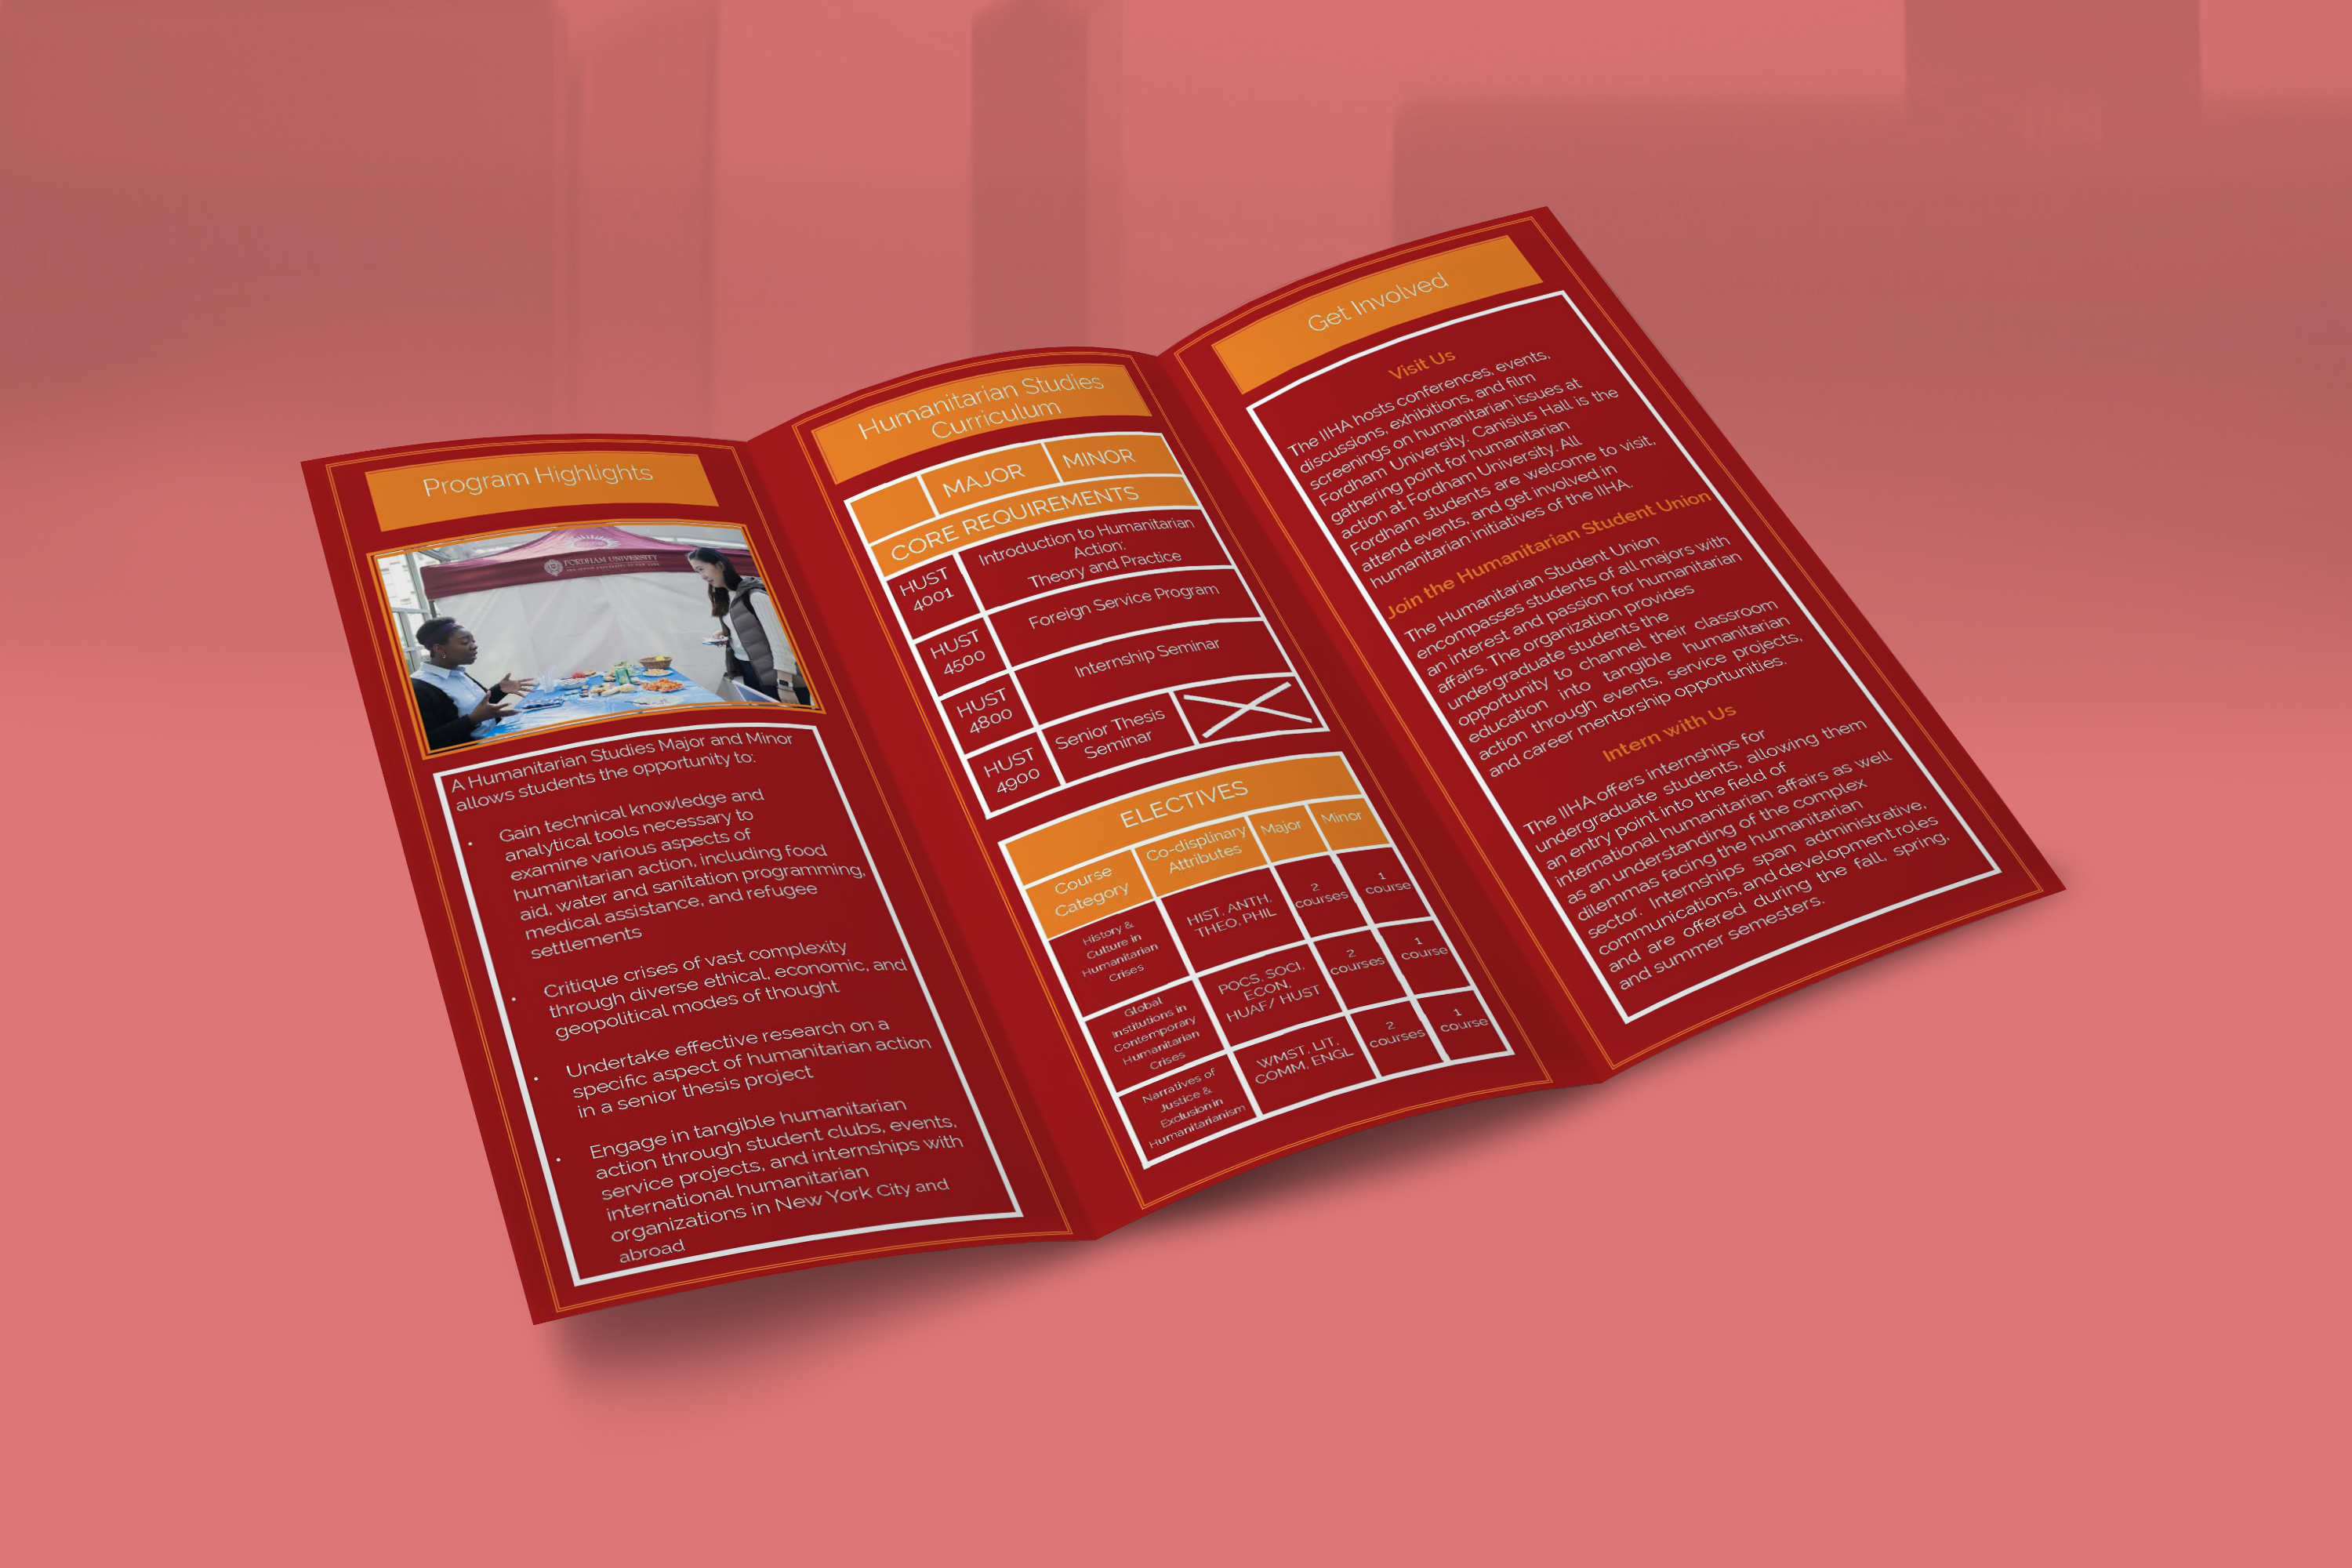 Program Highlights
FORDHAM UNIVERSITY
A Humanitarian Studies Major and Minor
allows students the opportunity to:
• Gain technical knowledge and
analytical tools necessary to
examine various aspects of
humanitarian action, including food
aid, water and sanitation programming,
medical assistance, and refugee
settlements
• Critique crises of vast complexity
through diverse ethical, economic, and
geopolitical modes of thought
• Undertake effective research on a
specific aspect of humanitarian action
in a senior thesis project
• Engage in tangible humanitarian
action through student clubs, events,
service projects, and internships with
international humanitarian
organizations in New York City and
abroad
Humanitarian Studies
Curriculum
MAJOR MINOR
CORE REQUIREMENTS
HUST
4001
Introduction to Humanitarian
Action:
Theory and Practice
HUST
4500
Foreign Service Program
HUST
4800
Internship Seminar
HUST
4900
Senior Thesis
Seminar
ELECTIVES
Course
Category
Co-displinary
Attributes
Major
Minor
History &
Culture in
Humanitarian
Crises
HIST, ANTH,
THEO, PHIL
2
courses
1
course
Global
Institutions in
Contemporary
Humanitarian
Crises
POCS, SOCI,
ECON,
HUAF/ HUST
2
courses
1
course
Narratives of
Justice &
Exclusion in
Humanitarianism
WMST, LIT,
COMM, ENGL
2
courses
1
course
Get Involved
Visit Us
The IIHA hosts conferences, events,
discussions, exhibitions, and film
screenings on humanitarian issues at
Fordham University. Canisius Hall is the
gathering point for humanitarian
action at Fordham University. All
Fordham students are welcome to visit,
attend events, and get involved in
humanitarian initiatives of the IIHA.
Join the Humanitarian Student Union
The Humanitarian Student Union
encompasses students of all majors with
an interest and passion for humanitarian
affairs. The organization provides
undergraduate students the
opportunity to channel their classroom
education into tangible humanitarian
action through events, service projects,
and career mentorship opportunities.
Intern with Us
The IIHA offers internships for
undergraduate students, allowing them
an entry point into the field of
international humanitarian affairs as well
as an understanding of the complex
dilemmas facing the humanitarian
sector. Internships span administrative,
communications, and development roles
and are offered during the fall, spring,
and summer semesters.